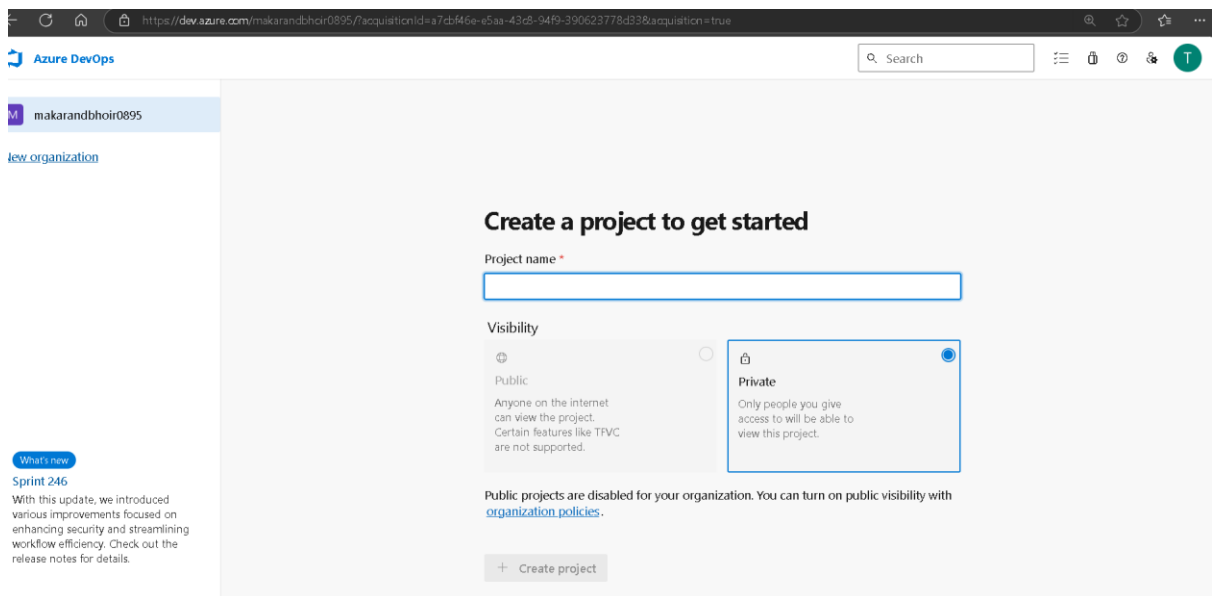 https://dev.azure.com/makarandbhoir0895/?acquisitionId=a7cbf46e-e5aa-43d8-94f9-390623778d33&acquisition=true
Azure DevOps
Search
T
M
makarandbhoir0895
New organization
Create a project to get started
Project name *
Visibility
Public
Anyone on the internet
can view the project.
Certain features like TFVC
are not supported.
Private
Only people you give
access to will be able to
view this project.
Public projects are disabled for your organization. You can turn on public visibility with
organization policies.
+ Create project
What's new
Sprint 246
With this update, we introduced
various improvements focused on
enhancing security and streamlining
workflow efficiency. Check out the
release notes for details.